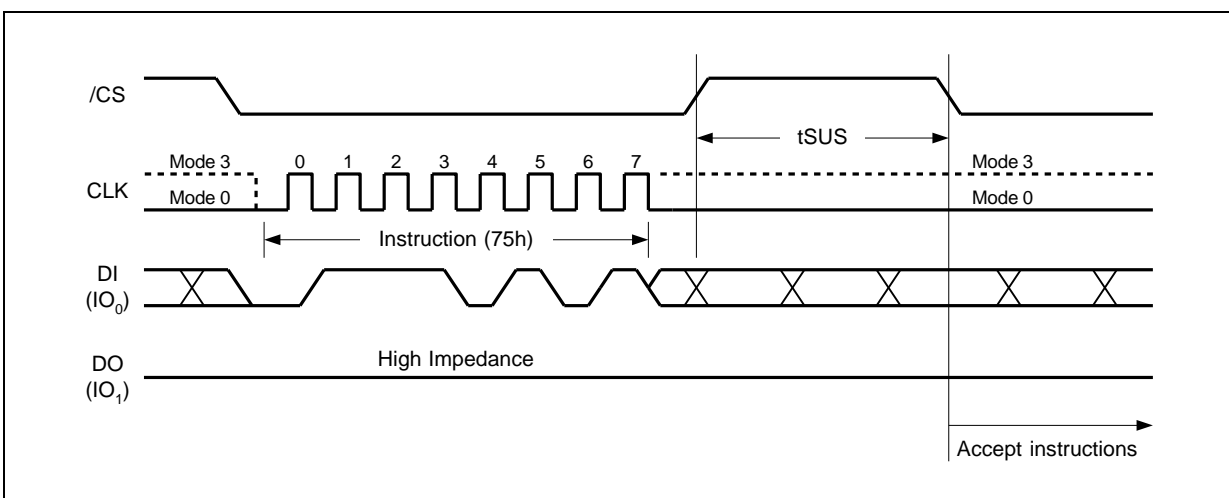 /CS
tSUS
Mode 3
0 1 2 3 4 5 6 7
Mode 3
CLK
Mode 0
Mode 0
Instruction (75h)
DI
(IO0)
High Impedance
DO
(IO1)
Accept instructions